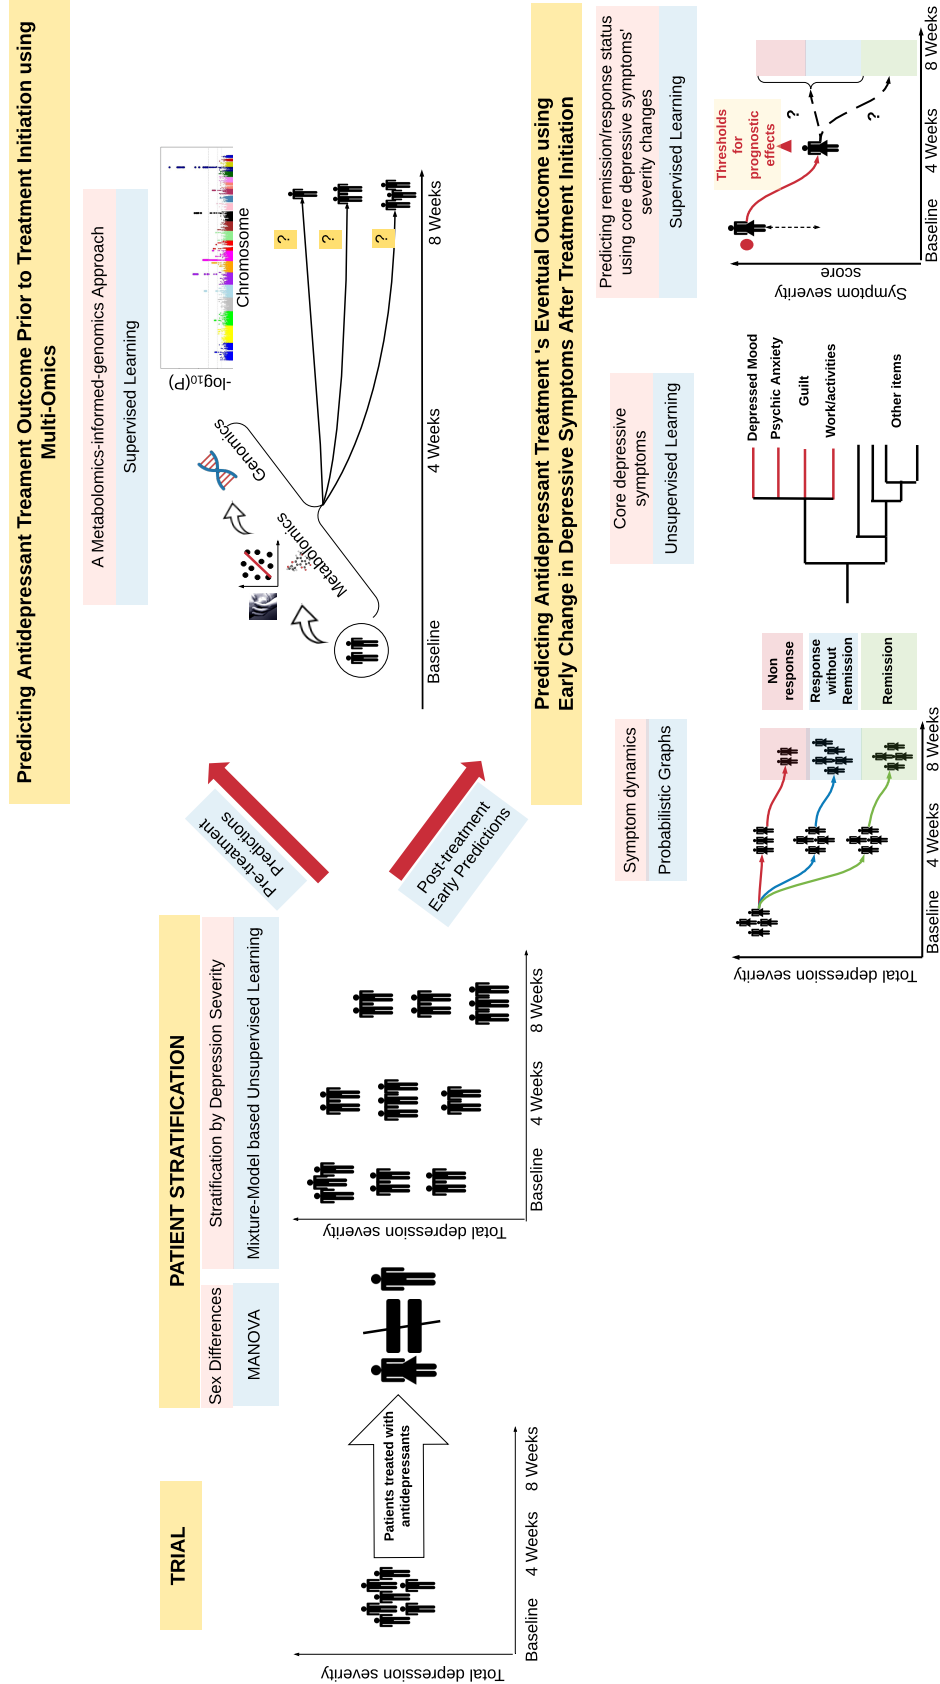 TRIAL
Total depression severity
Baseline
4 Weeks
8 Weeks
Patients treated with
antidepressants
PATIENT STRATIFICATION
Sex Differences
MANOVA
Stratification by Depression Severity
Mixture-Model based Unsupervised Learning
Total depression severity
Baseline
4 Weeks
8 Weeks
Pre-treatment
Predictions
Post-treatment
Early Predictions
Predicting Antidepressant Treament Outcome Prior to Treatment Initiation using
Multi-Omics
A Metabolomics-informed-genomics Approach
Supervised Learning
-log10(P)
Chromosome
Genomics
Metabolomics
?
?
?
Baseline
4 Weeks
8 Weeks
Predicting Antidepressant Treatment 's Eventual Outcome using
Early Change in Depressive Symptoms After Treatment Initiation
Symptom dynamics
Probabilistic Graphs
Total depression severity
Baseline
4 Weeks
8 Weeks
Non
response
Response
without
Remission
Remission
Core depressive
symptoms
Unsupervised Learning
Depressed Mood
Psychic Anxiety
Guilt
Work/activities
Other items
Predicting remission/response status
using core depressive symptoms'
severity changes
Supervised Learning
Thresholds
for
prognostic
effects
?
?
Symptom severity
score
Baseline
4 Weeks
8 Weeks